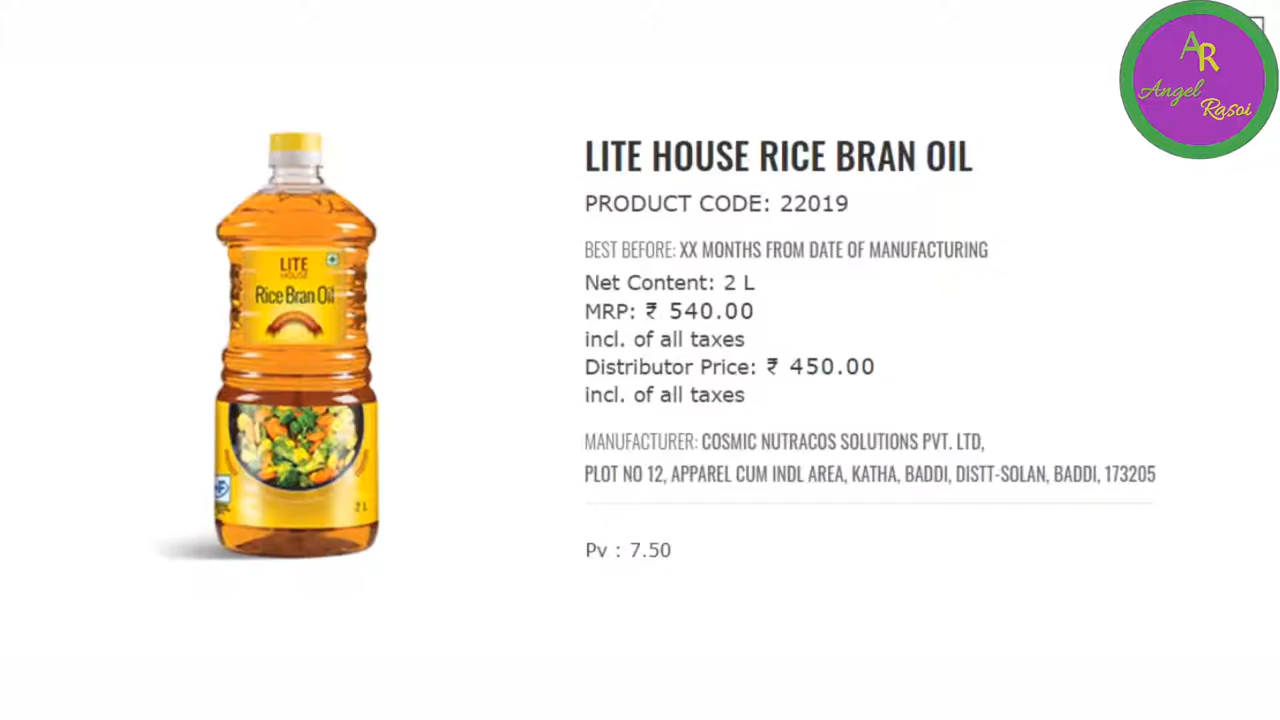 AR
Angel
Rasoi
LITE HOUSE RICE BRAN OIL
PRODUCT CODE: 22019
BEST BEFORE: XX MONTHS FROM DATE OF MANUFACTURING
Net Content: 2 L
MRP: ₹ 540.00
incl. of all taxes
Distributor Price: ₹ 450.00
incl. of all taxes
MANUFACTURER: COSMIC NUTRACOS SOLUTIONS PVT. LTD,
PLOT NO 12, APPAREL CUM INDL AREA, KATHA, BADDI, DISTT-SOLAN, BADDI, 173205
Pv : 7.50
LITE
HOUSE
Rice Bran Oil
2 L